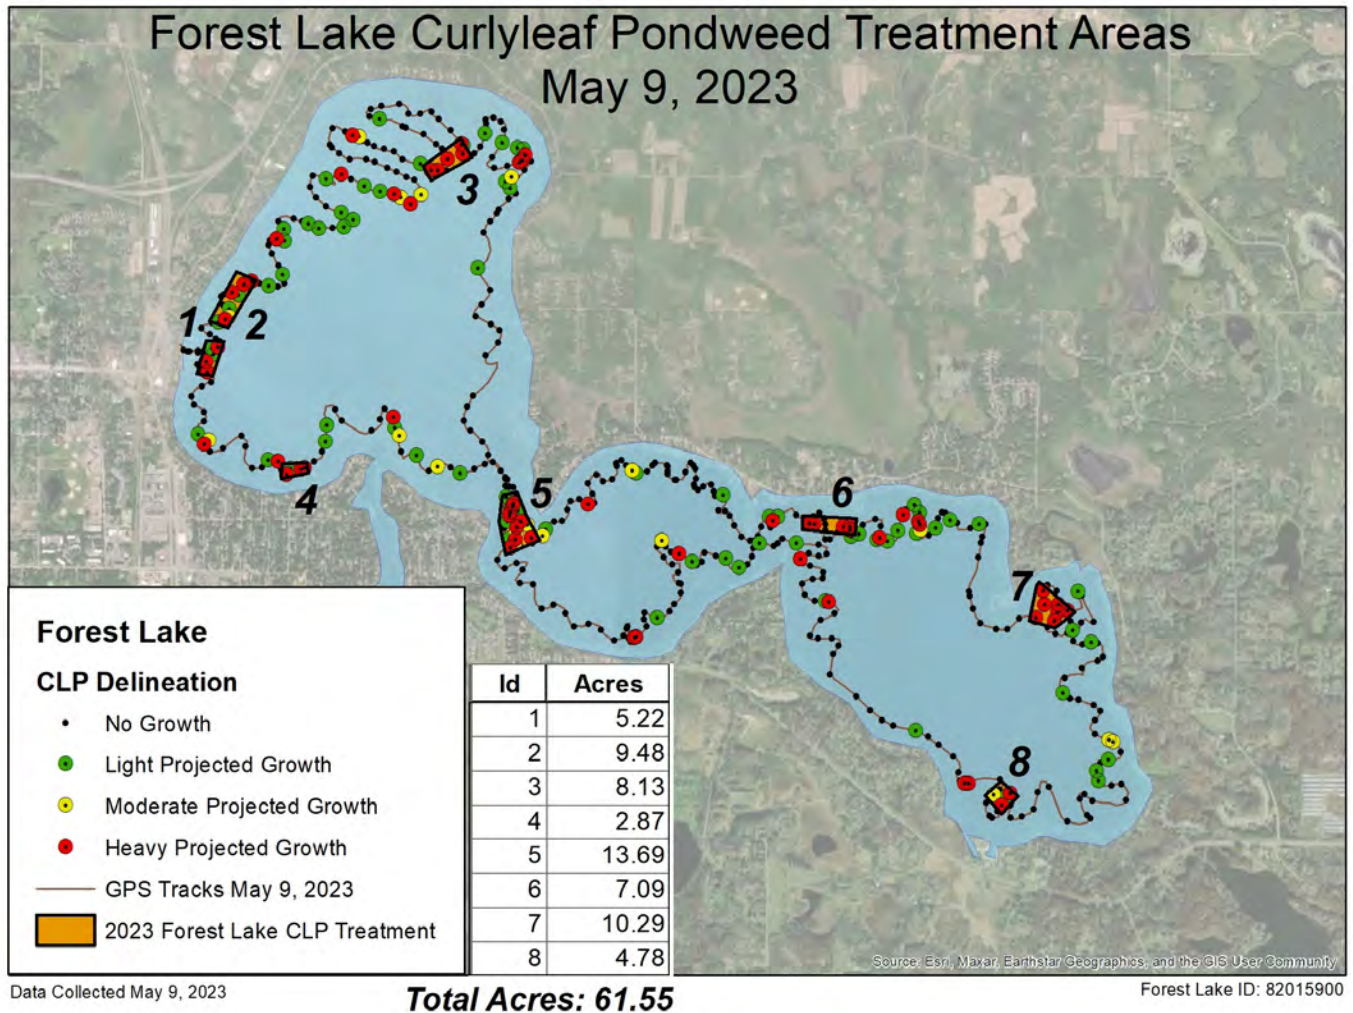 Forest Lake Curlyleaf Pondweed Treatment Areas
May 9, 2023
3
1
2
4
5
6
7
8
Forest Lake
CLP Delineation
No Growth
Light Projected Growth
Moderate Projected Growth
Heavy Projected Growth
GPS Tracks May 9, 2023
2023 Forest Lake CLP Treatment
Id Acres
1 5.22
2 9.48
3 8.13
4 2.87
5 13.69
6 7.09
7 10.29
8 4.78
Source: Esri, Maxar, Earthstar Geographics, and the GIS User Community
Data Collected May 9, 2023
Total Acres: 61.55
Forest Lake ID: 82015900